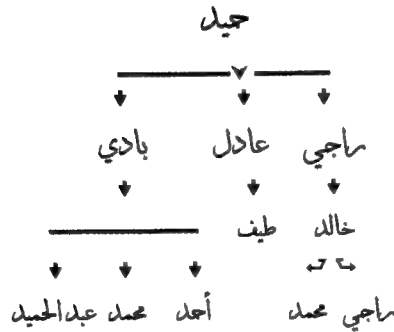 حميد
راجي عادل بادي
خالد طيف
راجي محمد أحمد محمد عبدالحميد